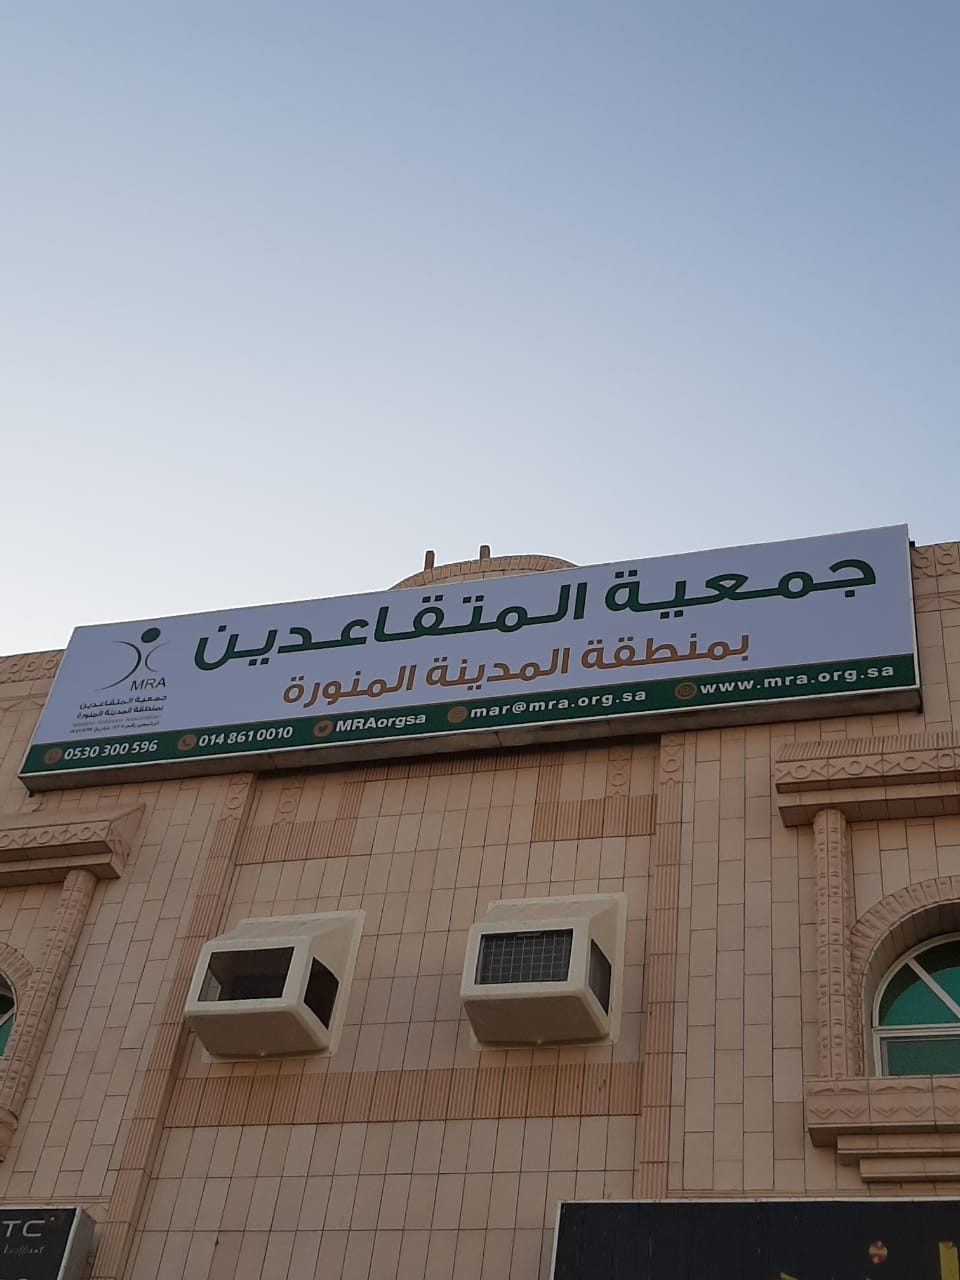 جمعية المتقاعدين
بمنطقة المدينة المنورة
MRA
جمعية المتقاعدين
بمنطقة المدينة المنورة
0530 300 596 014 861 0010 MRAorgsa mar@mra.org.sa www.mra.org.sa
TC